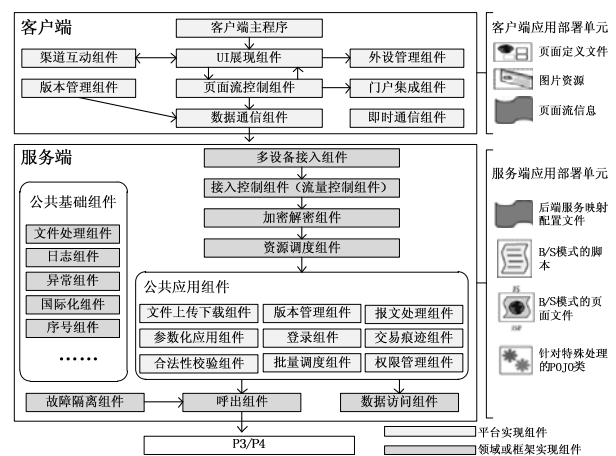 客户端
客户端主程序
渠道互动组件
UI展现组件
外设管理组件
版本管理组件
页面流控制组件
门户集成组件
数据通信组件
即时通信组件
客户端应用部署单元
页面定义文件
图片资源
页面流信息
服务端
多设备接入组件
接入控制组件（流量控制组件）
加密解密组件
资源调度组件
公共基础组件
文件处理组件
日志组件
异常组件
国际化组件
序号组件
……
公共应用组件
文件上传下载组件
版本管理组件
报文处理组件
参数化应用组件
登录组件
交易痕迹组件
合法性校验组件
批量调度组件
权限管理组件
故障隔离组件
呼出组件
数据访问组件
P3/P4
服务端应用部署单元
后端服务映射
配置文件
B/S模式的脚
本
JS
B/S模式的页
面文件
JSP
针对特殊处理
的POJO类
平台实现组件
领域或框架实现组件